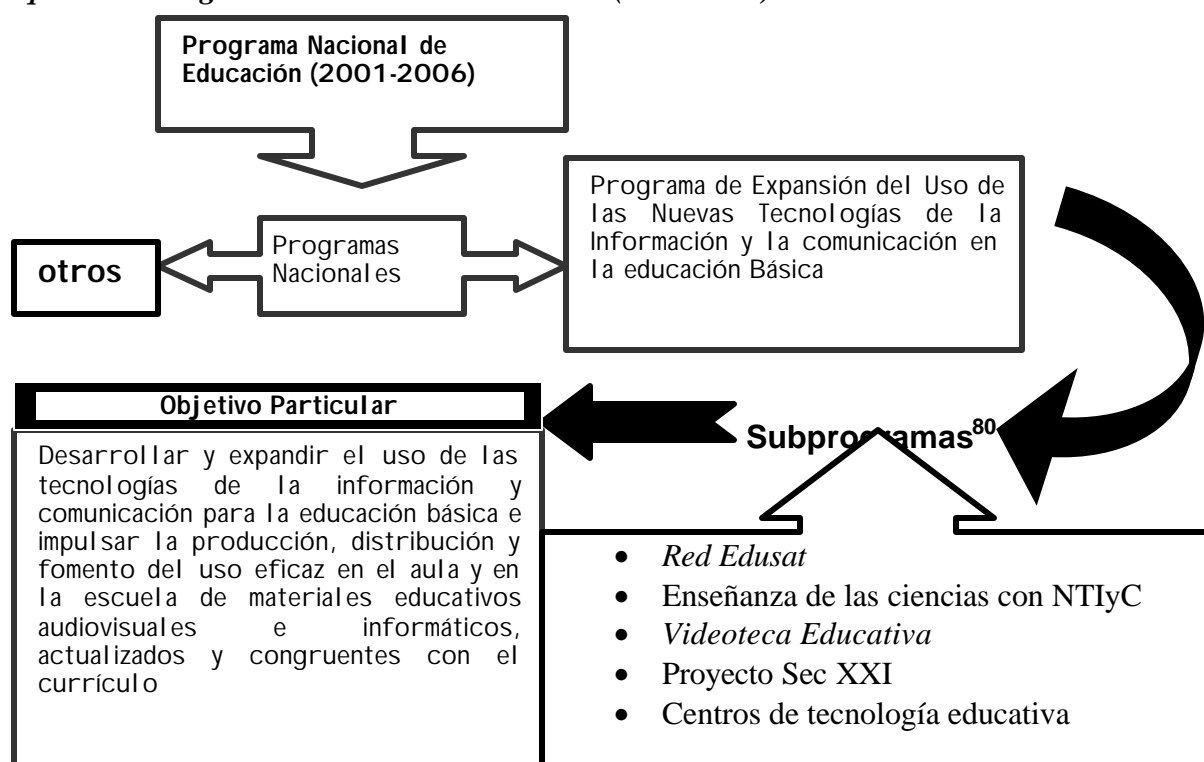 Programa Nacional de
Educación (2001-2006)
Programa de Expansión del Uso de
las Nuevas Tecnologías de la
Información y la comunicación en
la educación Básica
otros
Programas
Nacionales
Objetivo Particular
Desarrollar y expandir el uso de las
tecnologías de la información y
comunicación para la educación básica e
impulsar la producción, distribución y
fomento del uso eficaz en el aula y en
la escuela de materiales educativos
audiovisuales e informáticos,
actualizados y congruentes con el
currículo
Subprogramas80
• Red Edusat
• Enseñanza de las ciencias con NTIyC
• Videoteca Educativa
• Proyecto Sec XXI
• Centros de tecnología educativa